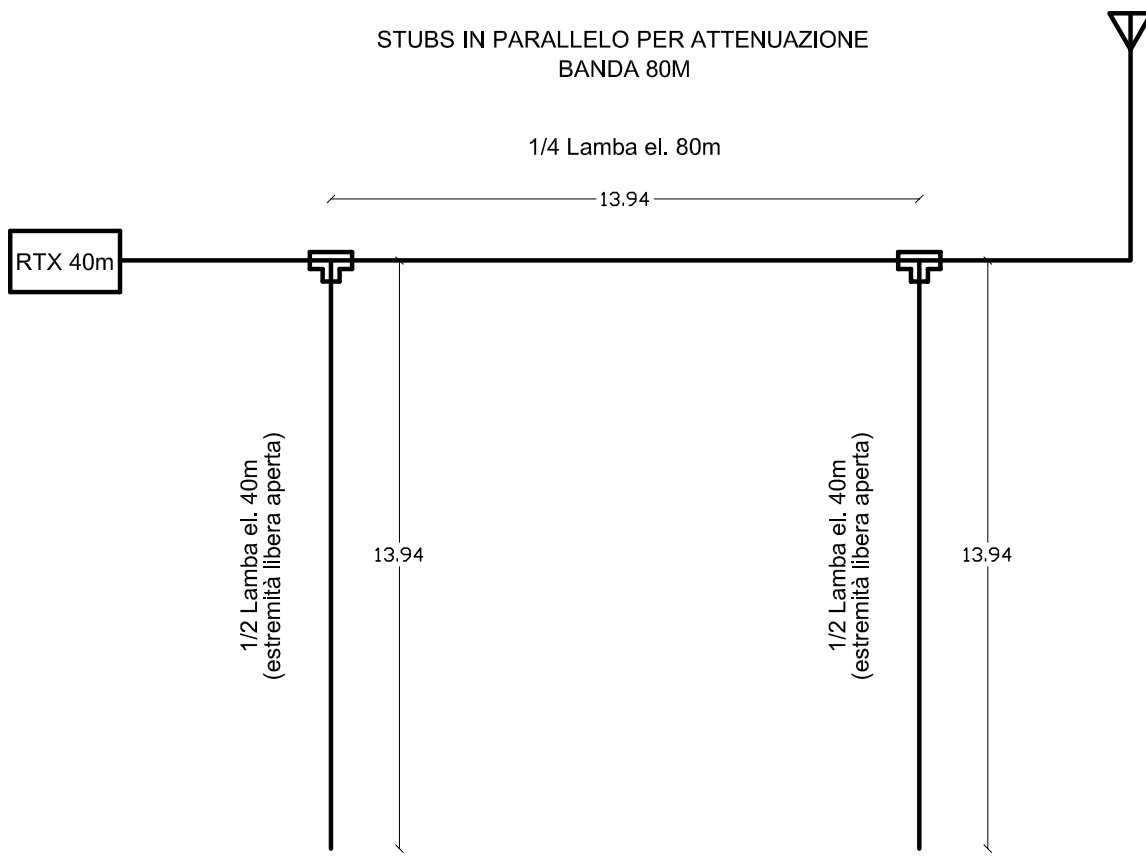 STUBS IN PARALLELO PER ATTENUAZIONE
BANDA 80M
1/4 Lamba el. 80m
13.94
RTX 40m
1/2 Lamba el. 40m
(estremità libera aperta)
13.94
1/2 Lamba el. 40m
(estremità libera aperta)
13.94